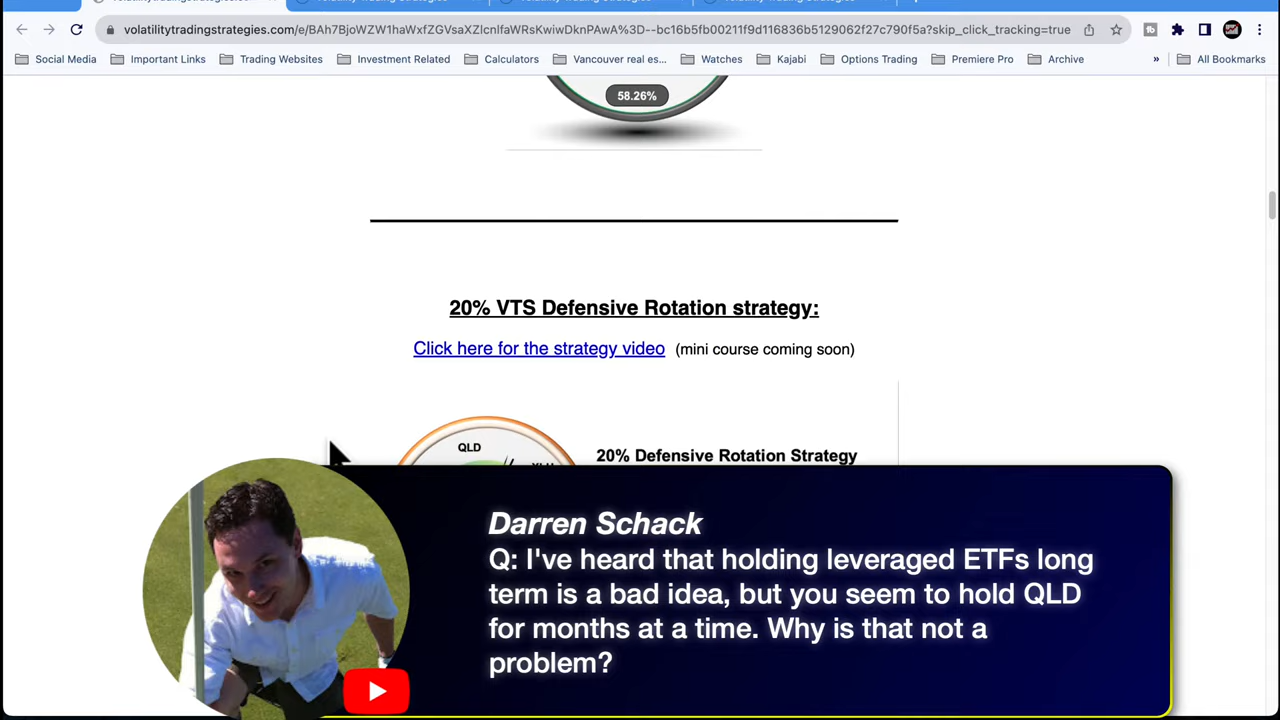 volatilitytradingstrategies.com/e/BAh7BjoWZW1haWxfZGVsaXZlcnlfaWRsKwiwDknPAwA%3D--bc16b5fb00211f9d116836b5129062f27c790f5a?skip_click_tracking=true
Social Media Important Links Trading Websites Investment Related Calculators Vancouver real es... Watches Kajabi Options Trading Premiere Pro Archive » All Bookmarks
58.26%
20% VTS Defensive Rotation strategy:
Click here for the strategy video (mini course coming soon)
QLD
20% Defensive Rotation Strategy
Darren Schack
Q: I've heard that holding leveraged ETFs long
term is a bad idea, but you seem to hold QLD
for months at a time. Why is that not a
problem?